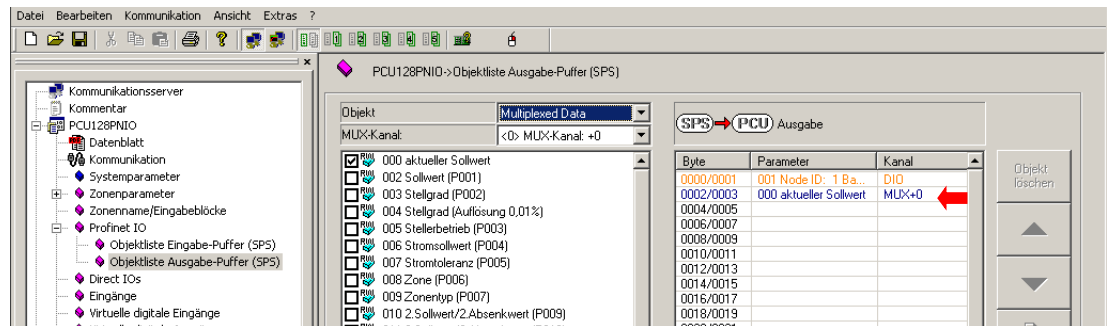 Datei Bearbeiten Kommunikation Ansicht Extras ?
PCU128PNIO->Objektliste Ausgabe-Puffer (SPS)
Kommunikationsserver
Kommentar
PCU128PNIO
Datenblatt
Kommunikation
Systemparameter
Zonenparameter
Zonenname/Eingabeblöcke
Profinet IO
Objektliste Eingabe-Puffer (SPS)
Objektliste Ausgabe-Puffer (SPS)
Direct IOs
Eingänge
Virtuelle digitale Eingänge
Objekt Multiplexed Data
MUX-Kanal: <0> MUX-Kanal: +0
000 aktueller Sollwert
002 Sollwert (P001)
003 Stellgrad (P002)
004 Stellgrad (Auflösung 0,01%)
005 Stellerbetrieb (P003)
006 Stromsollwert (P004)
007 Stromtoleranz (P005)
008 Zone (P006)
009 Zonentyp (P007)
010 2.Sollwert/2.Absenkwert (P009)
SPS PCU Ausgabe
Byte Parameter Kanal
0000/0001 001 Node ID: 1 Ba... DIO
0002/0003 000 aktueller Sollwert MUX+0
0004/0005
0006/0007
0008/0009
0010/0011
0012/0013
0014/0015
0016/0017
0018/0019
Objekt
löschen